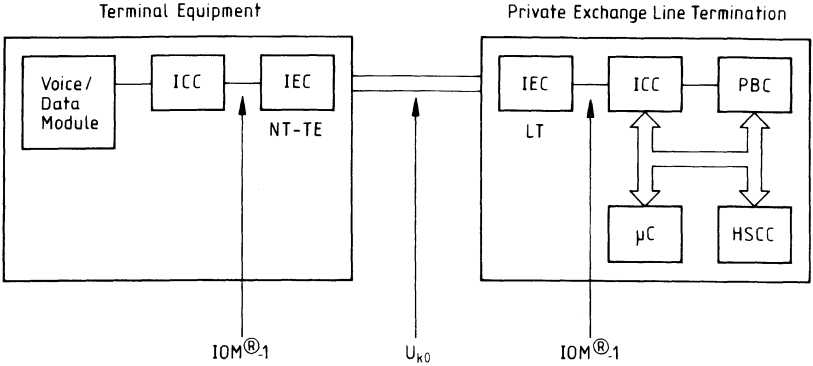 Terminal Equipment
Private Exchange Line Termination
Voice/
Data
Module
ICC
IEC
NT-TE
IEC
LT
ICC
PBC
µC
HSCC
IOM®-1
Uk0
IOM®-1